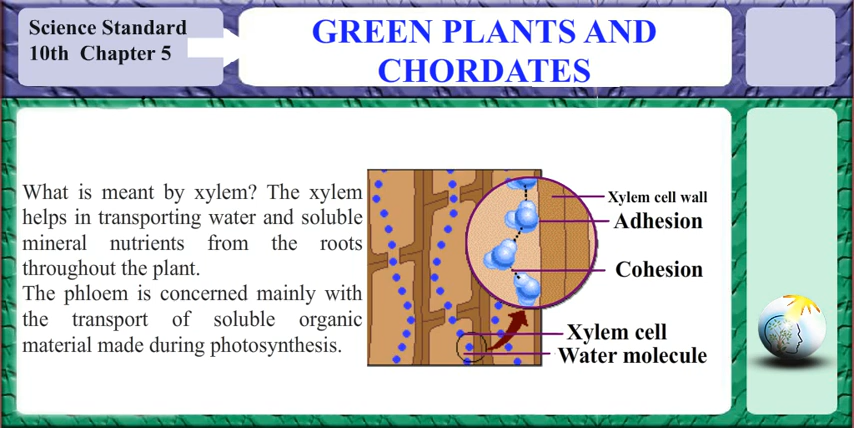 Science Standard
10th Chapter 5
GREEN PLANTS AND
CHORDATES
What is meant by xylem? The xylem
helps in transporting water and soluble
mineral nutrients from the roots
throughout the plant.
The phloem is concerned mainly with
the transport of soluble organic
material made during photosynthesis.
Xylem cell wall
Adhesion
Cohesion
Xylem cell
Water molecule